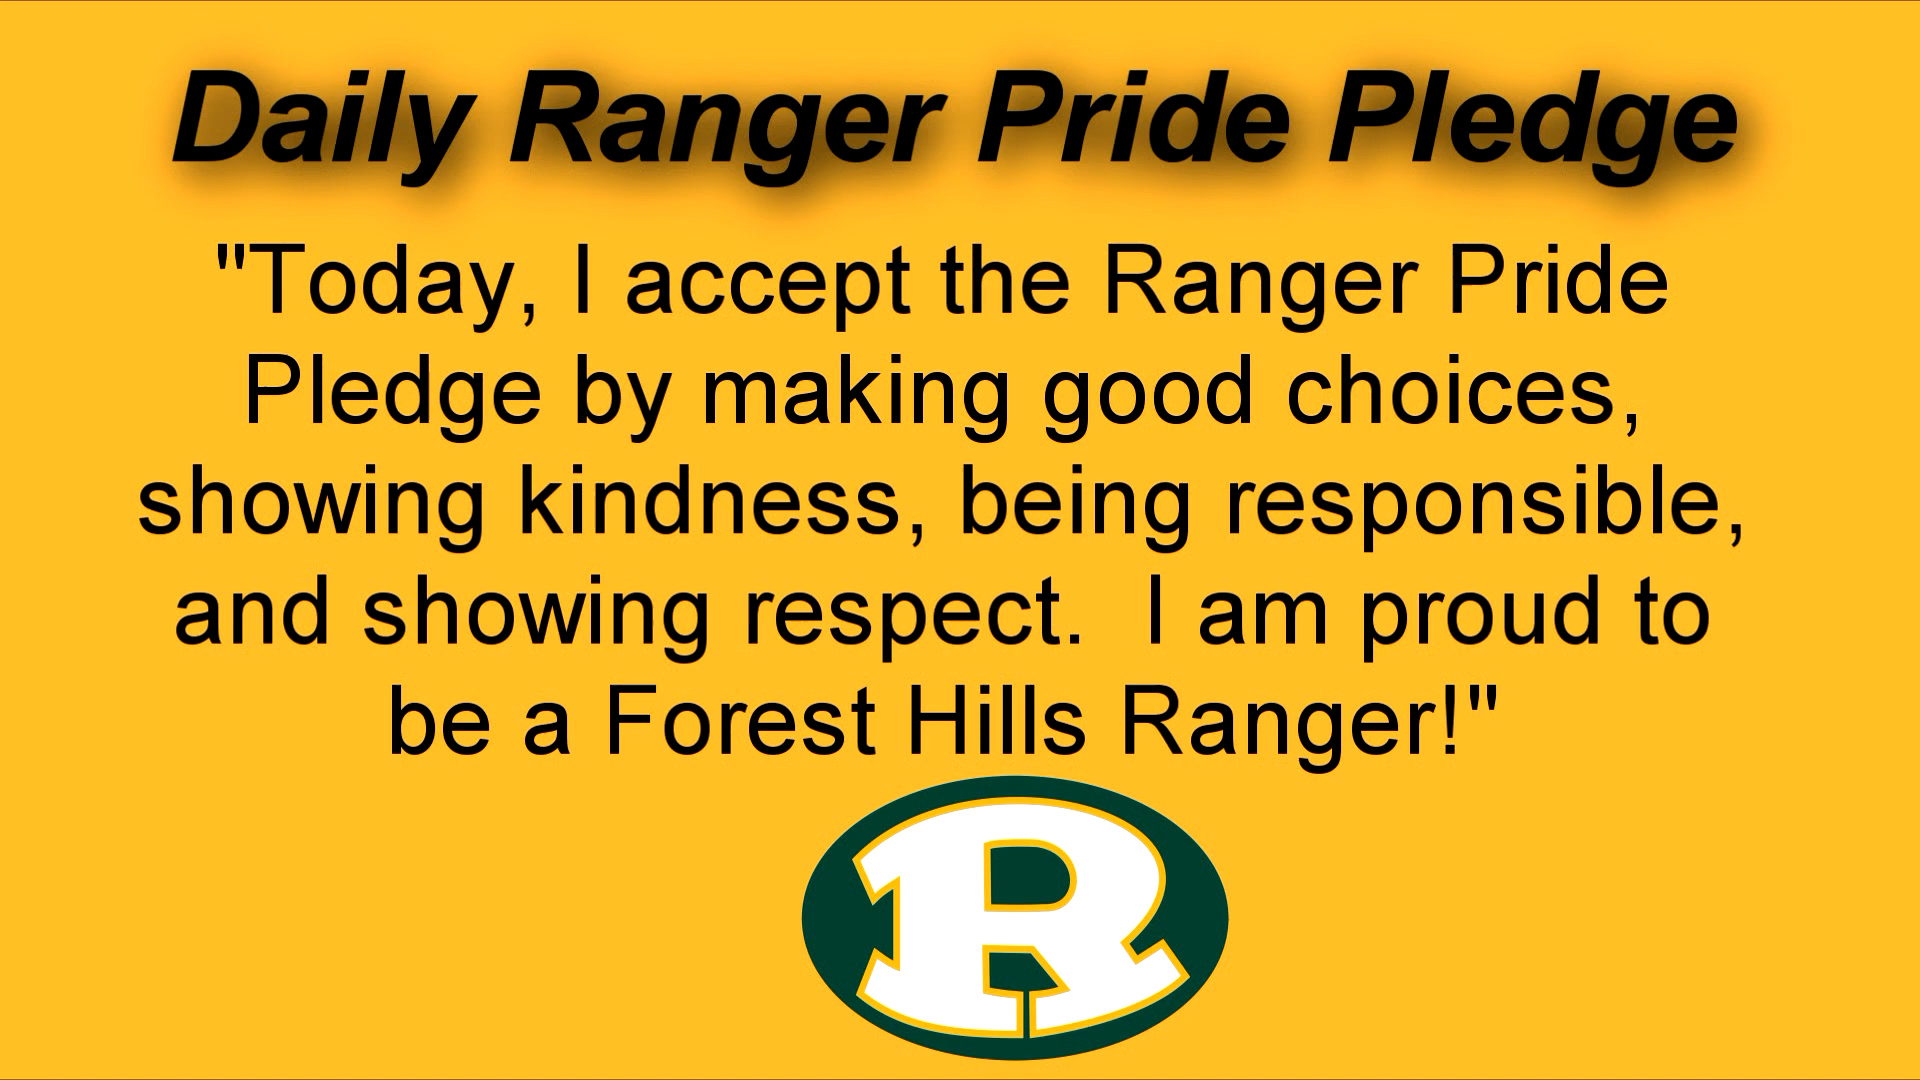 Daily Ranger Pride Pledge
"Today, I accept the Ranger Pride
Pledge by making good choices,
showing kindness, being responsible,
and showing respect.  I am proud to
be a Forest Hills Ranger!"
R